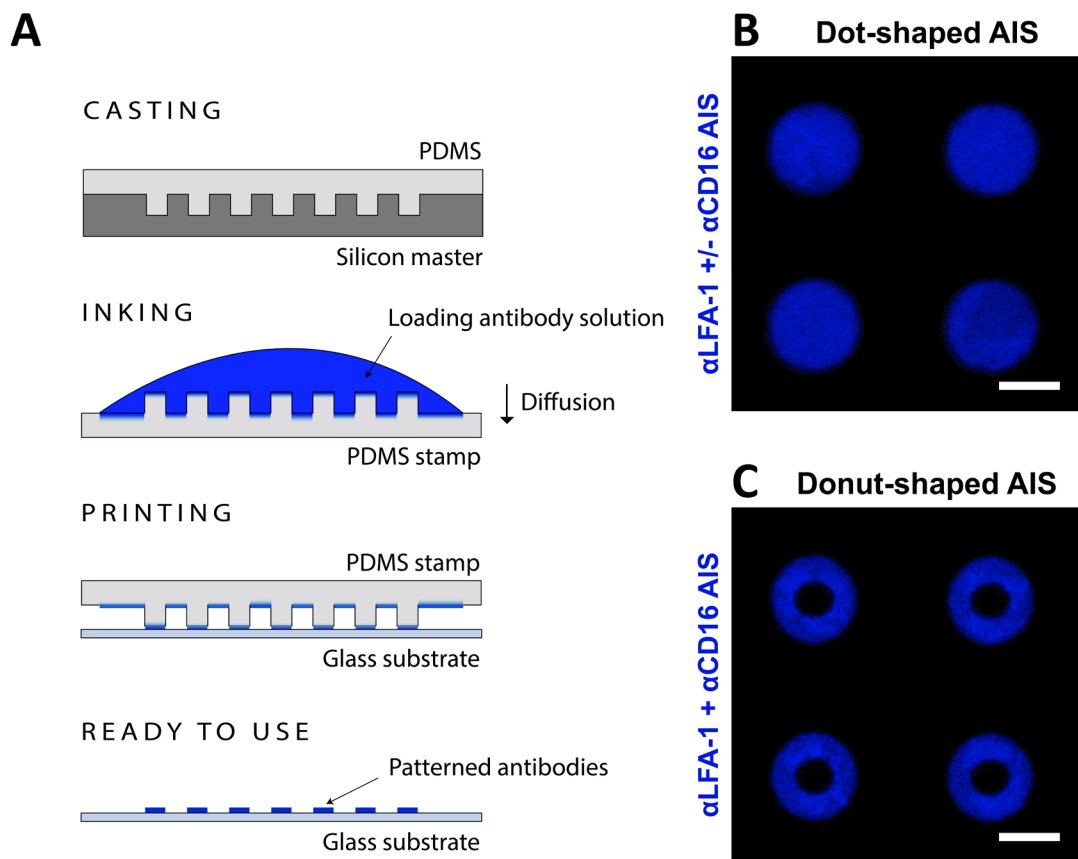 A
CASTING
PDMS
Silicon master
INKING
Loading antibody solution
Diffusion
PDMS stamp
PRINTING
PDMS stamp
Glass substrate
READY TO USE
Patterned antibodies
Glass substrate
B
Dot-shaped AIS
αLFA-1 +/- αCD16 AIS
C
Donut-shaped AIS
αLFA-1 + αCD16 AIS